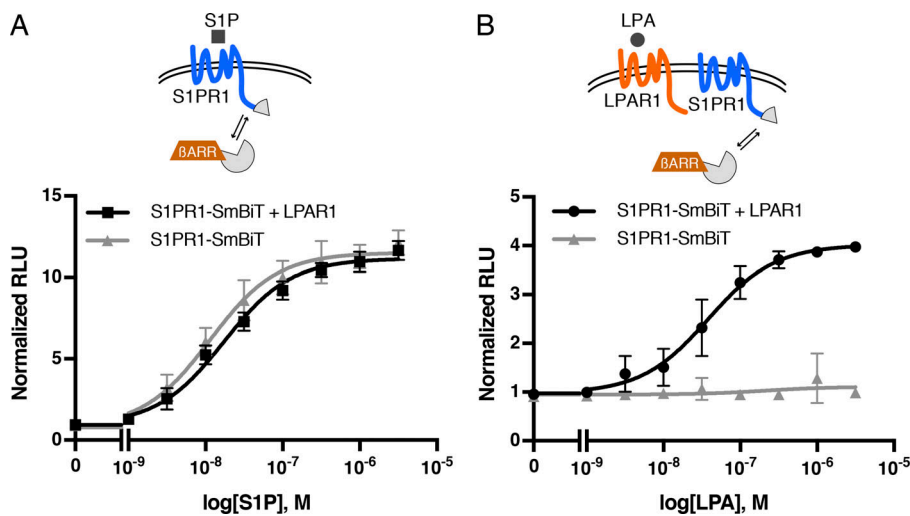 A
S1P
S1PR1
ßARR
S1PR1-SmBiT + LPAR1
S1PR1-SmBiT
Normalized RLU
15
10
5
0
0
10-9
10-8
10-7
10-6
10-5
log[S1P], M
B
LPA
LPAR1
S1PR1
ßARR
S1PR1-SmBiT + LPAR1
S1PR1-SmBiT
Normalized RLU
5
4
3
2
1
0
0
10-9
10-8
10-7
10-6
10-5
log[LPA], M